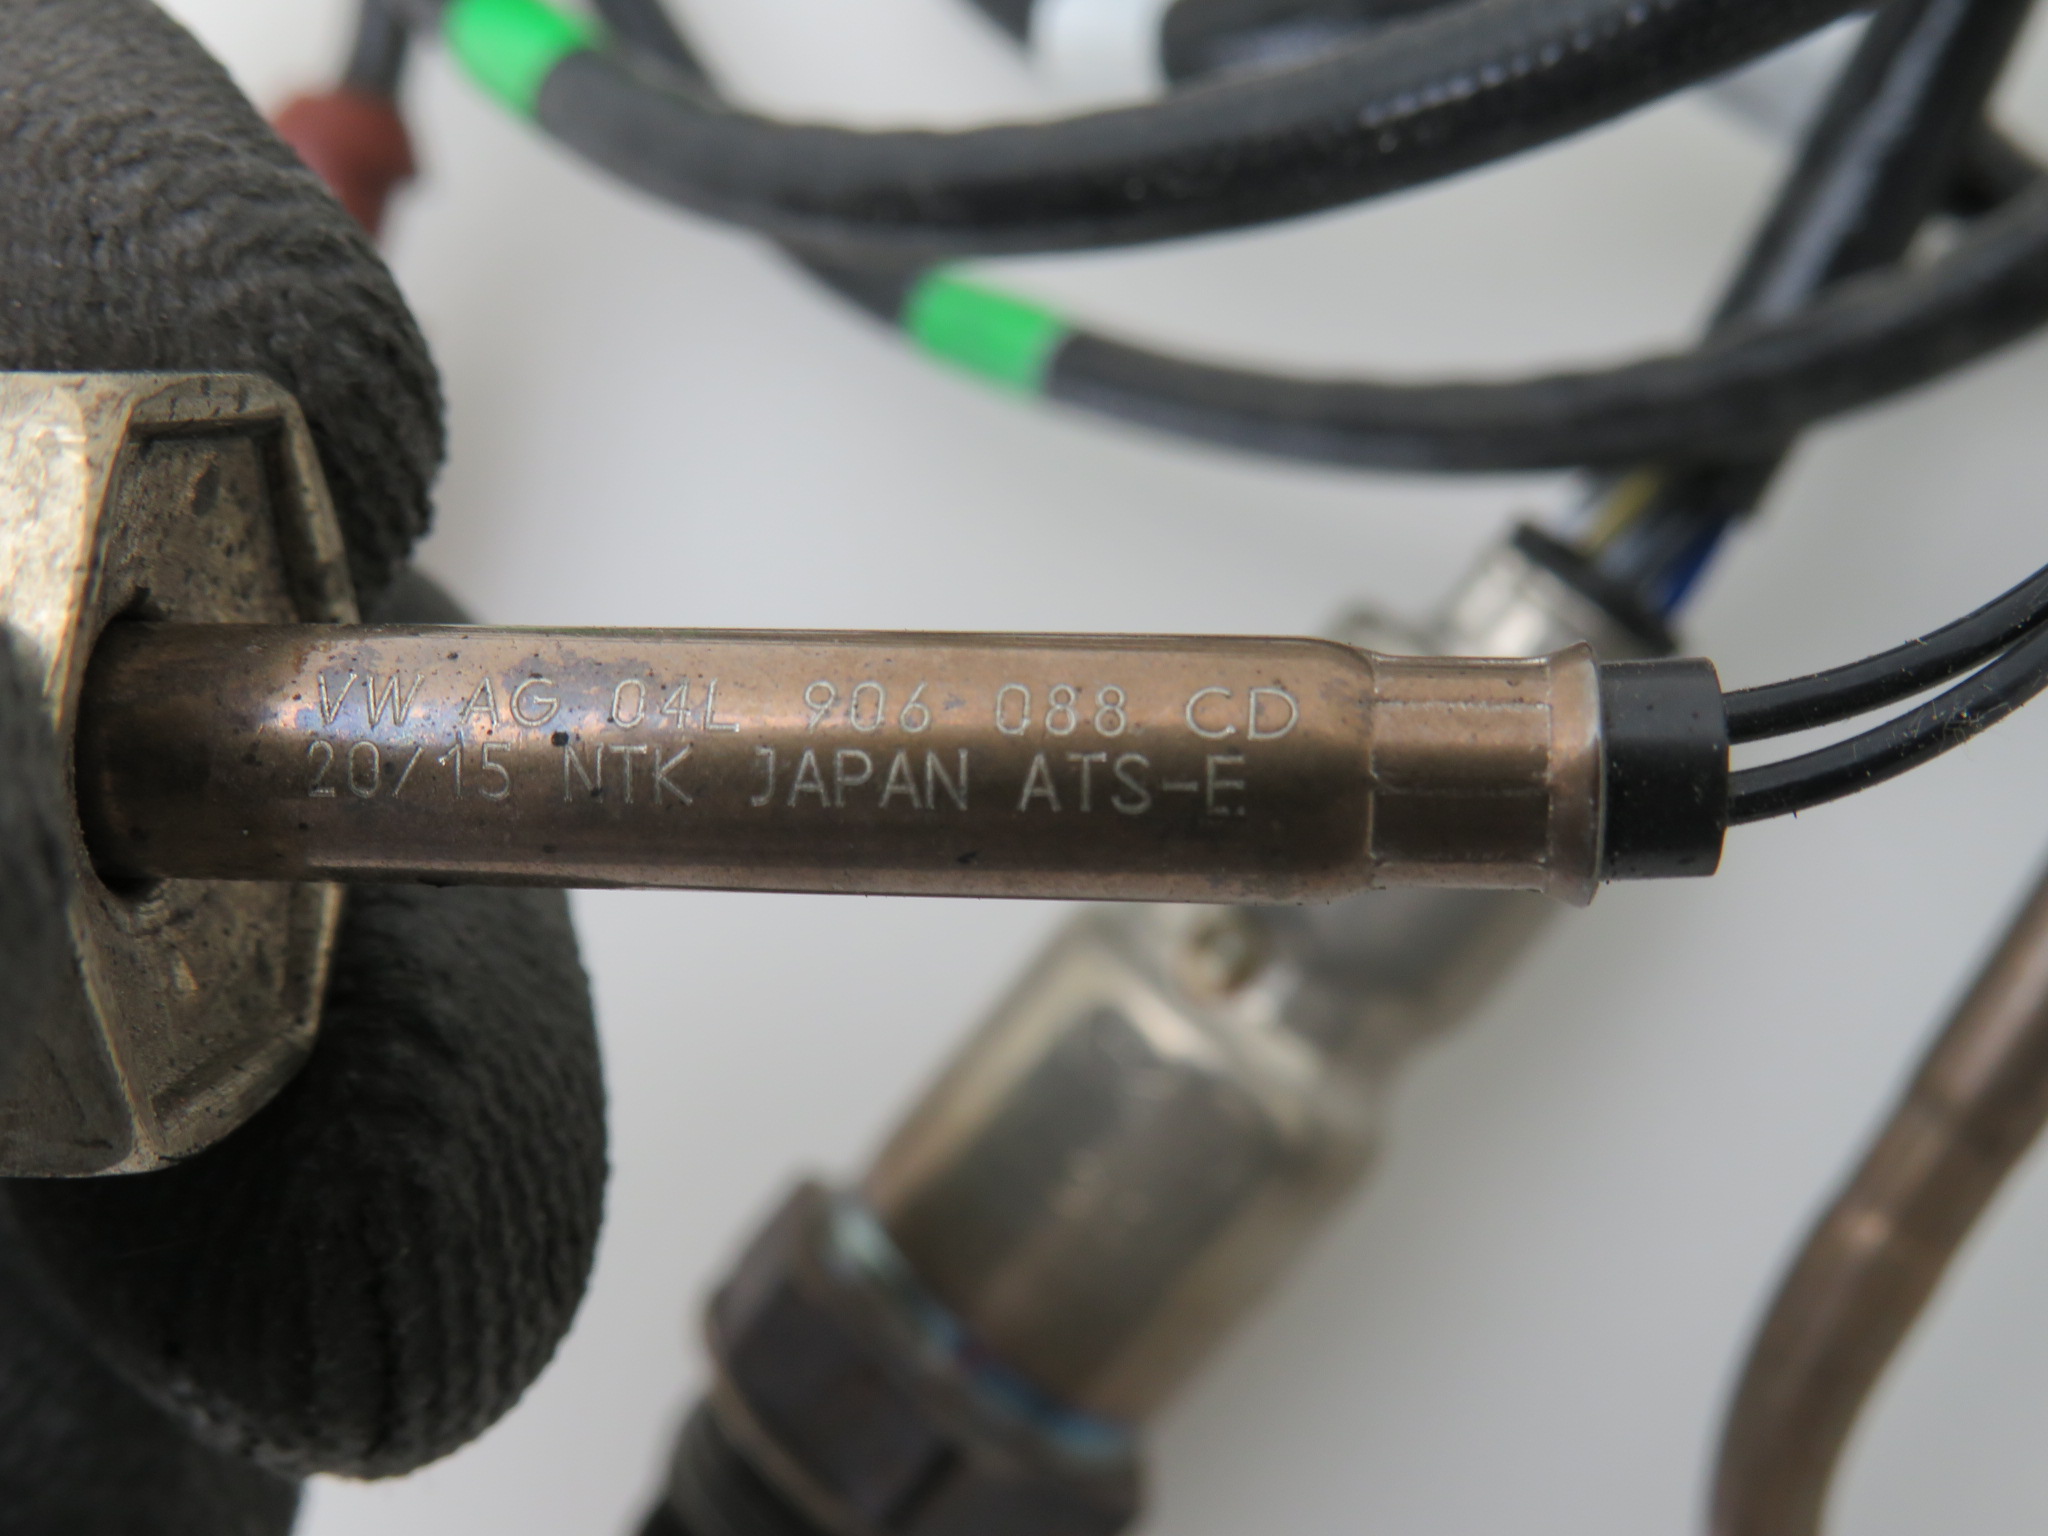 VW AG 04L 906 088 CD
20/15 NTK JAPAN ATS-E